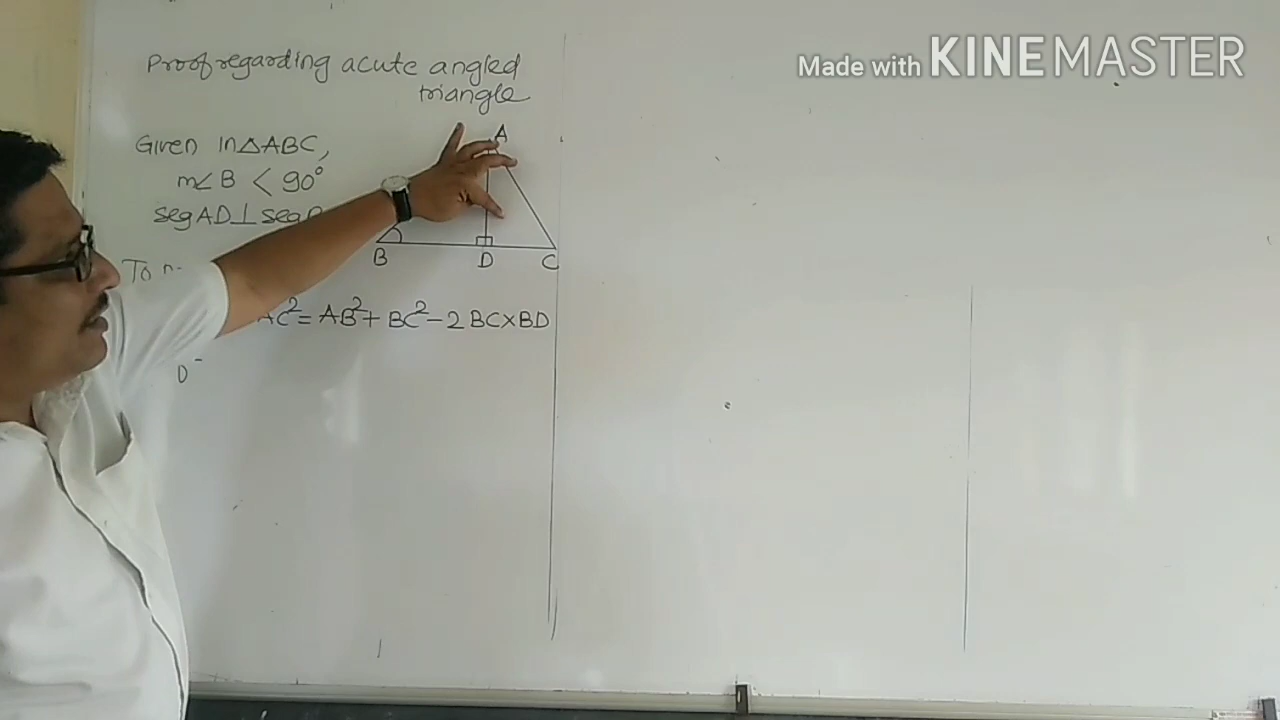 Proof regarding acute angled
triangle
Given in △ABC,
m∠B < 90°
seg AD ⊥ seg
To
AC² = AB² + BC² − 2 BC×BD
A
B
D
C
Made with KINEMASTER